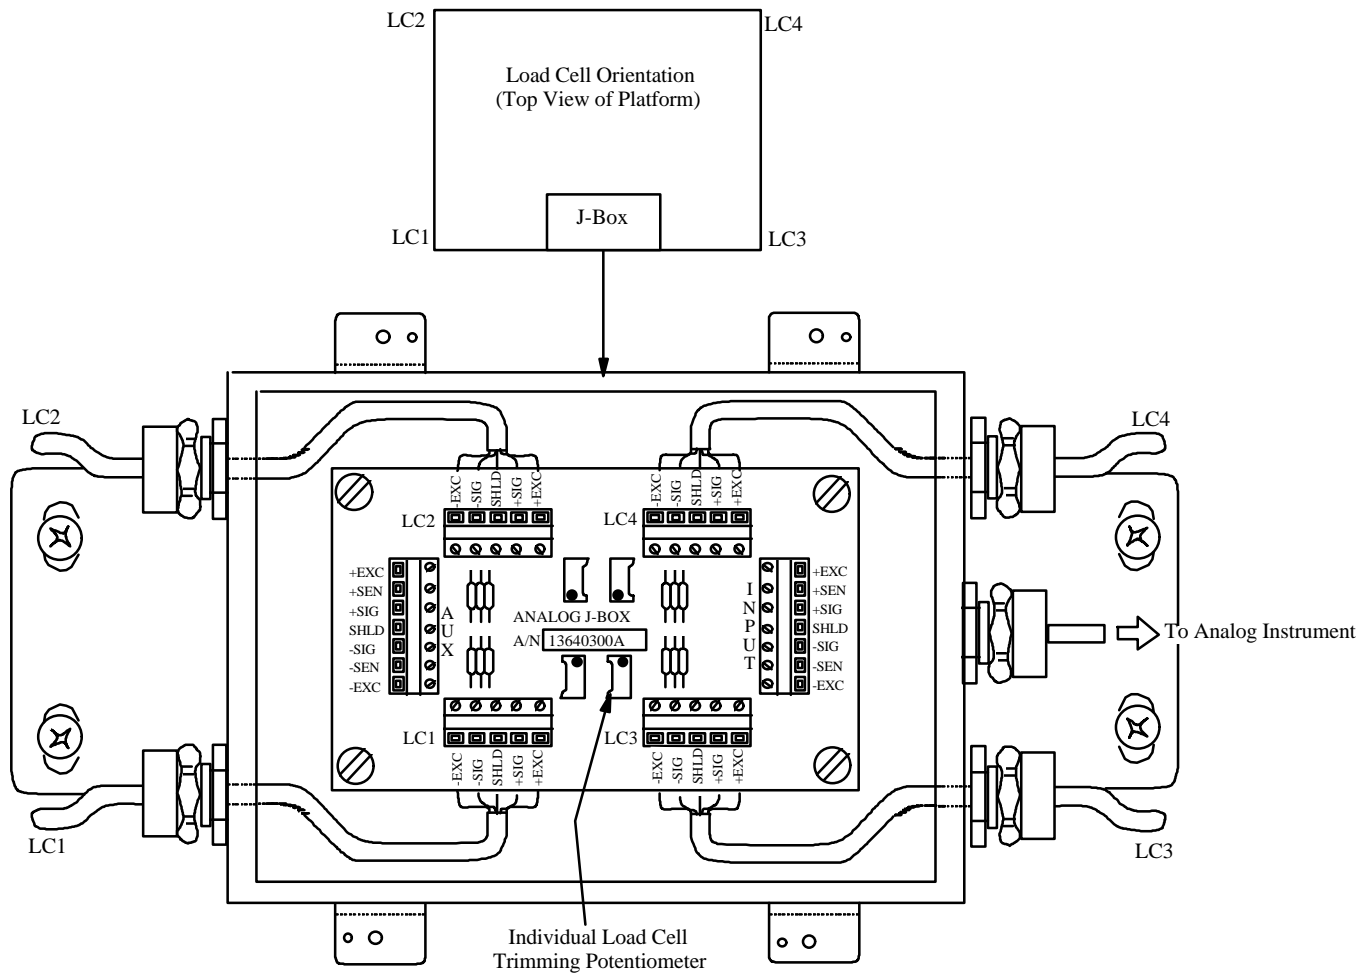 LC2
LC4
Load Cell Orientation
(Top View of Platform)
J-Box
LC1
LC3
LC2
LC4
-EXC
-SIG
SHLD
+SIG
+EXC
-EXC
-SIG
SHLD
+SIG
+EXC
LC2
LC4
+EXC
+SEN
+SIG
SHLD
-SIG
-SEN
-EXC
AUX
ANALOG J-BOX
A/N 13640300A
INPUT
+EXC
+SEN
+SIG
SHLD
-SIG
-SEN
-EXC
To Analog Instrument
LC1
LC3
-EXC
-SIG
SHLD
+SIG
+EXC
-EXC
-SIG
SHLD
+SIG
+EXC
LC1
LC3
Individual Load Cell
Trimming Potentiometer